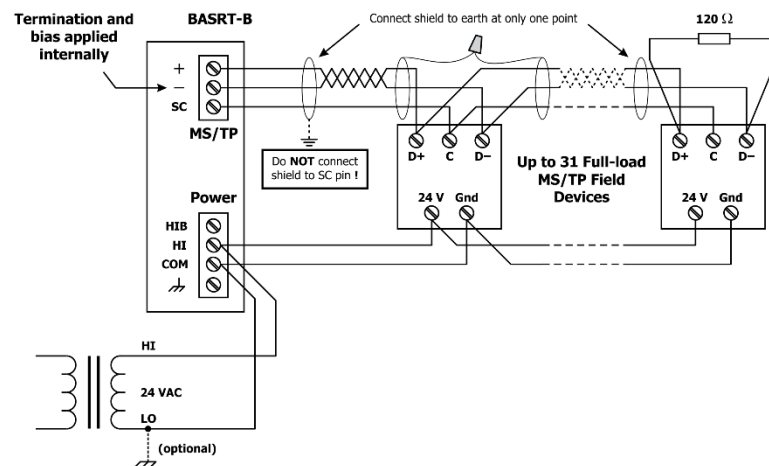 Termination and
bias applied
internally
BASRT-B
Connect shield to earth at only one point
120 Ω
+
−
SC
MS/TP
Do NOT connect
shield to SC pin !
D+ C D−
Up to 31 Full-load
MS/TP Field
Devices
D+ C D−
24 V Gnd
24 V Gnd
Power
HIB
HI
COM
HI
24 VAC
LO
(optional)